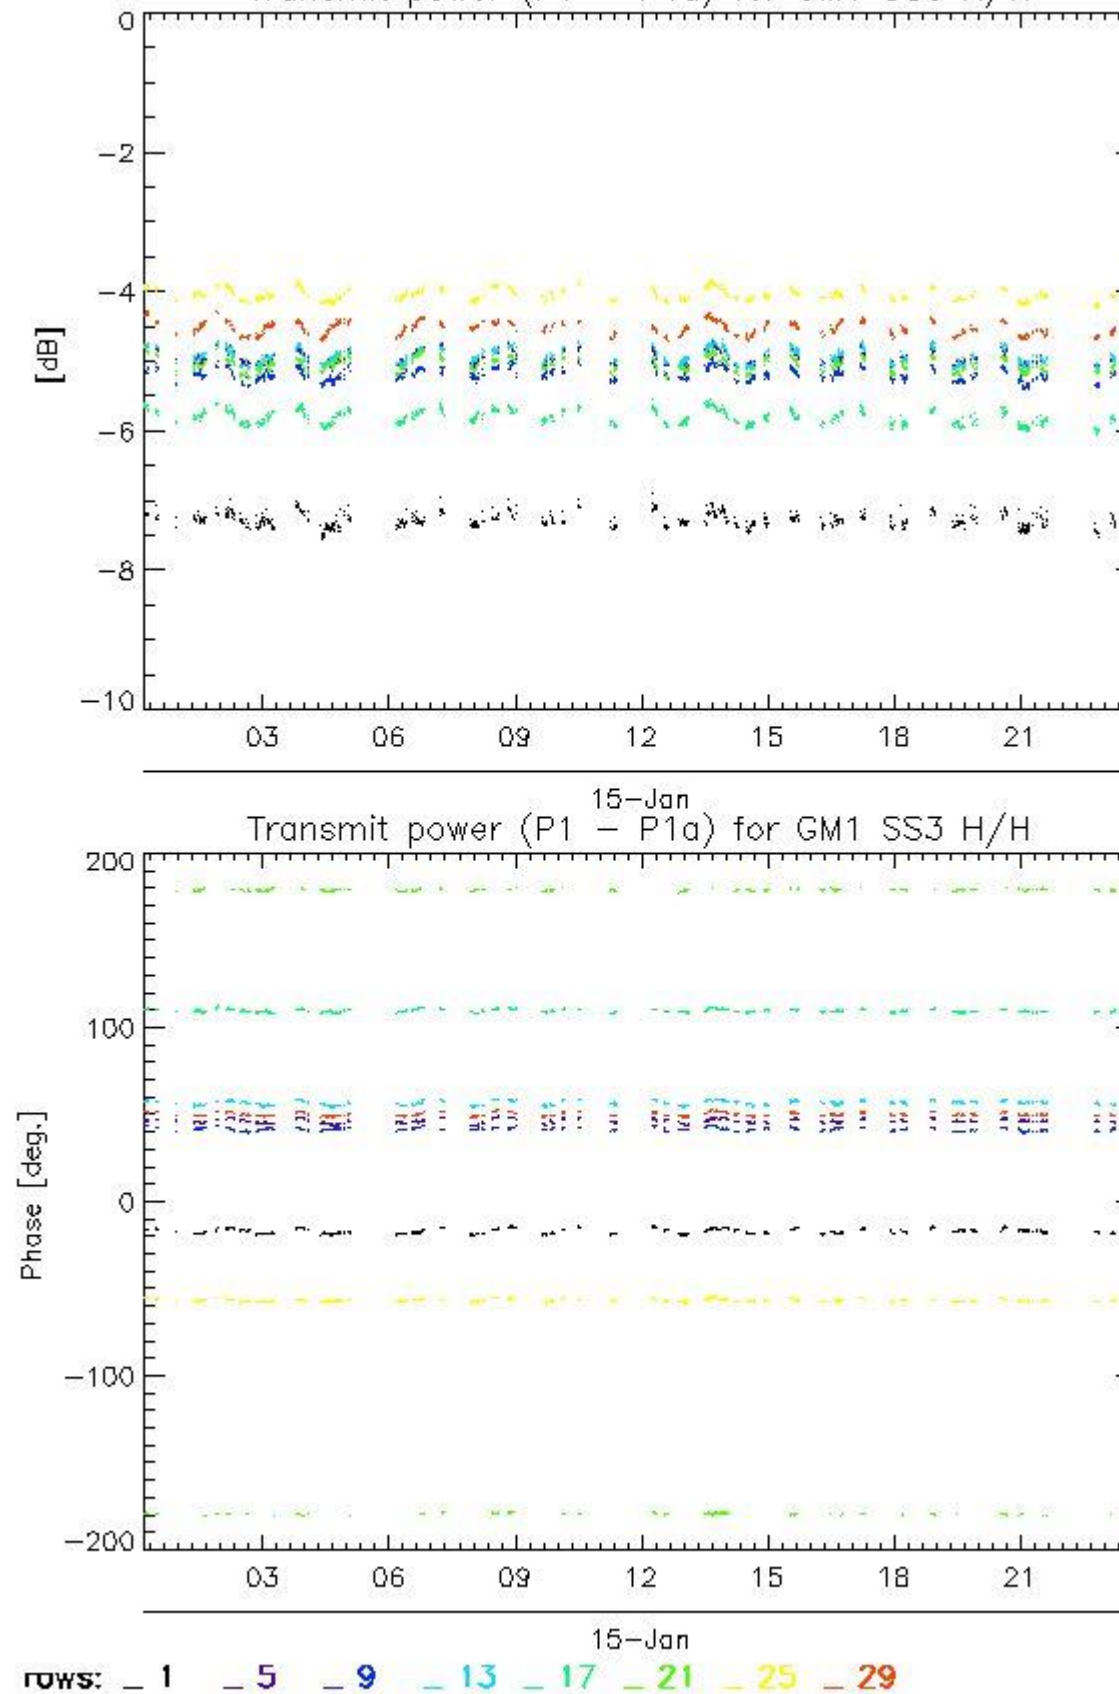 0
-2
-4
-6
-8
-10
[dB]
03 06 09 12 15 18 21
15-Jan
Transmit power (P1 - P1a) for GM1 SS3 H/H
200
100
0
-100
-200
Phase [deg.]
03 06 09 12 15 18 21
15-Jan
rows: _ 1 _ 5 _ 9 _ 13 _ 17 _ 21 _ 25 _ 29